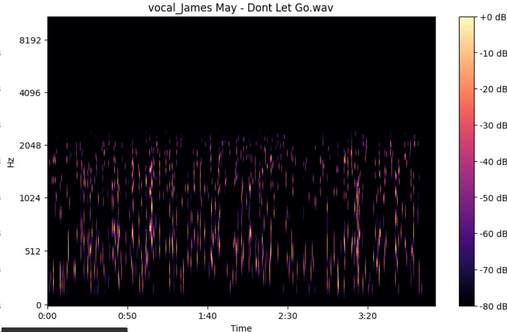 vocal_James May - Dont Let Go.wav
+0 dB
8192
-10 dB
-20 dB
4096
-30 dB
2048
-40 dB
Hz
1024
-50 dB
-60 dB
512
-70 dB
0
-80 dB
0:00
0:50
1:40
2:30
3:20
Time